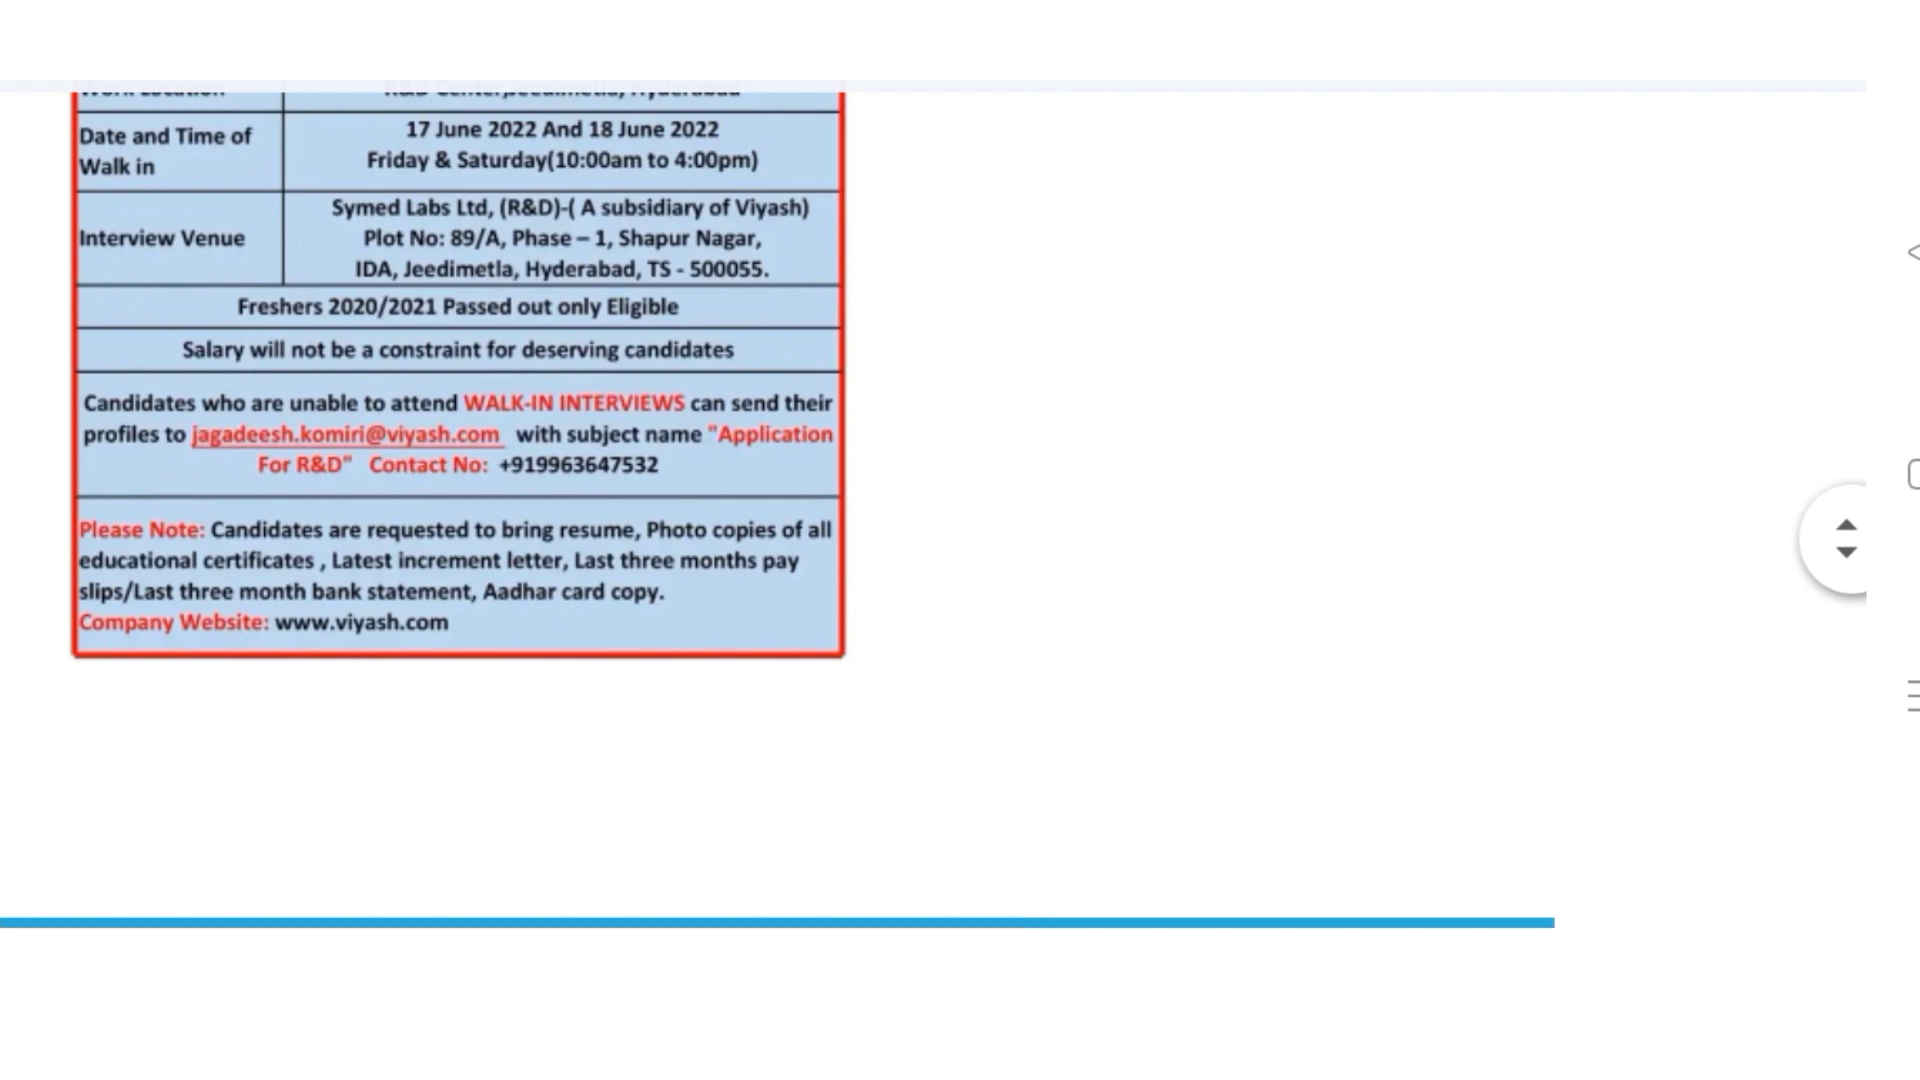 Work Location
R&D Center,Jeedimetla, Hyderabad
Date and Time of
Walk in
17 June 2022 And 18 June 2022
Friday & Saturday(10:00am to 4:00pm)
Interview Venue
Symed Labs Ltd, (R&D)-( A subsidiary of Viyash)
Plot No: 89/A, Phase – 1, Shapur Nagar,
IDA, Jeedimetla, Hyderabad, TS - 500055.
Freshers 2020/2021 Passed out only Eligible
Salary will not be a constraint for deserving candidates
Candidates who are unable to attend WALK-IN INTERVIEWS can send their
profiles to jagadeesh.komiri@viyash.com with subject name "Application
For R&D" Contact No: +919963647532
Please Note: Candidates are requested to bring resume, Photo copies of all
educational certificates , Latest increment letter, Last three months pay
slips/Last three month bank statement, Aadhar card copy.
Company Website: www.viyash.com